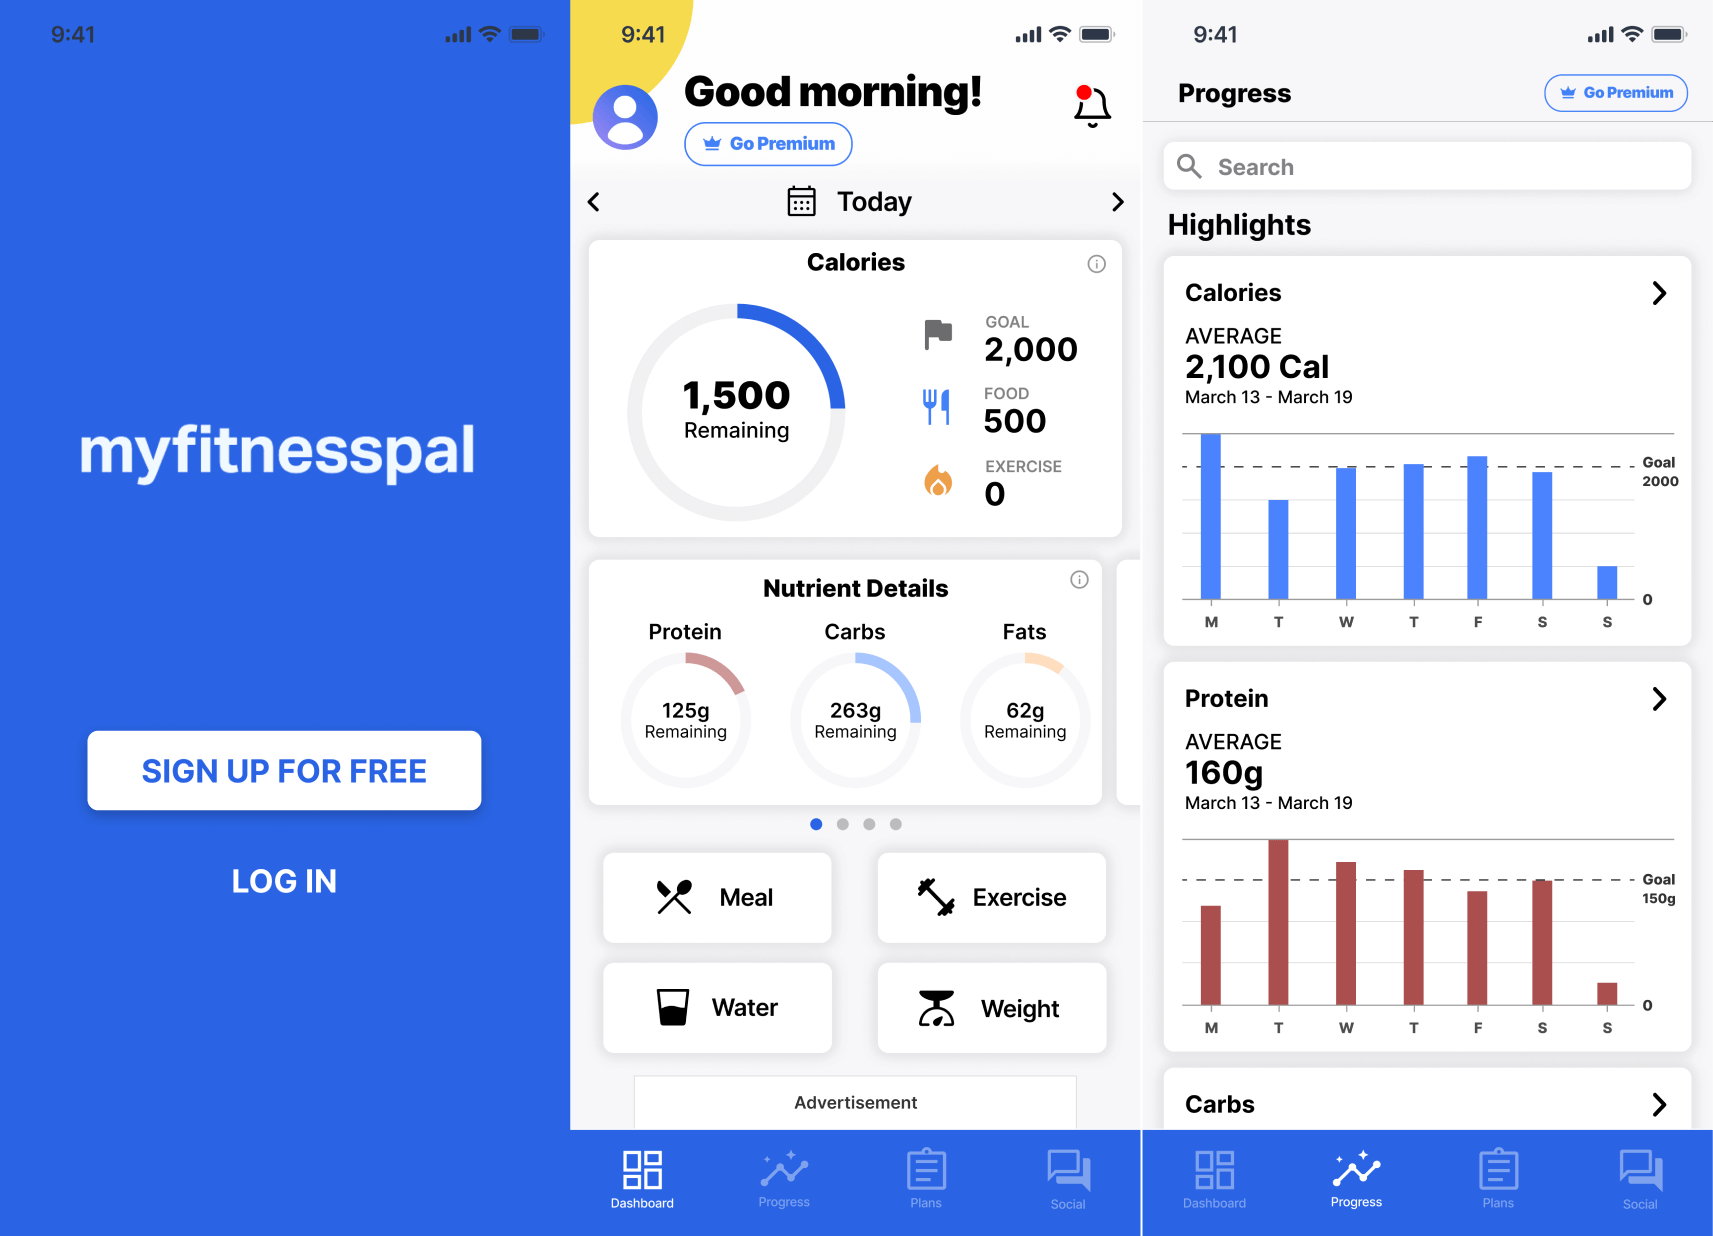 9:41
myfitnesspal
SIGN UP FOR FREE
LOG IN
9:41
Good morning!
Go Premium
Today
Calories
1,500
Remaining
GOAL
2,000
FOOD
500
EXERCISE
0
Nutrient Details
Protein
Carbs
Fats
125g
Remaining
263g
Remaining
62g
Remaining
Meal
Exercise
Water
Weight
Advertisement
Dashboard
Progress
Plans
Social
9:41
Progress
Go Premium
Search
Highlights
Calories
AVERAGE
2,100 Cal
March 13 - March 19
Goal
2000
0
M T W T F S S
Protein
AVERAGE
160g
March 13 - March 19
Goal
150g
0
M T W T F S S
Carbs
Dashboard
Progress
Plans
Social